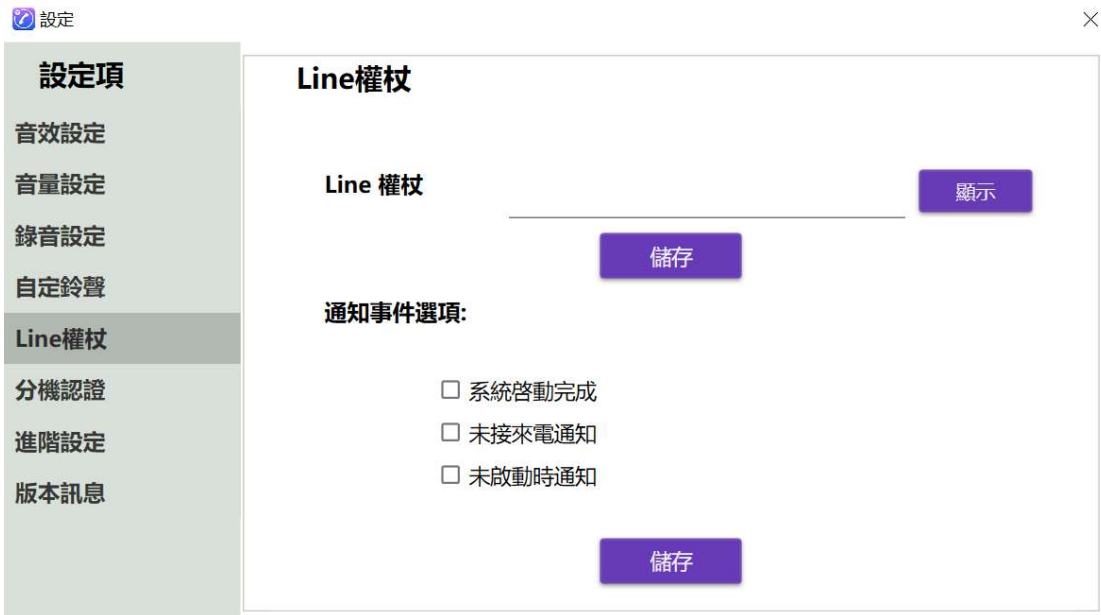 設定
設定項
音效設定
音量設定
錄音設定
自定鈴聲
Line權杖
分機認證
進階設定
版本訊息
Line權杖
Line 權杖
顯示
儲存
通知事件選項:
系統啓動完成
未接來電通知
未啟動時通知
儲存